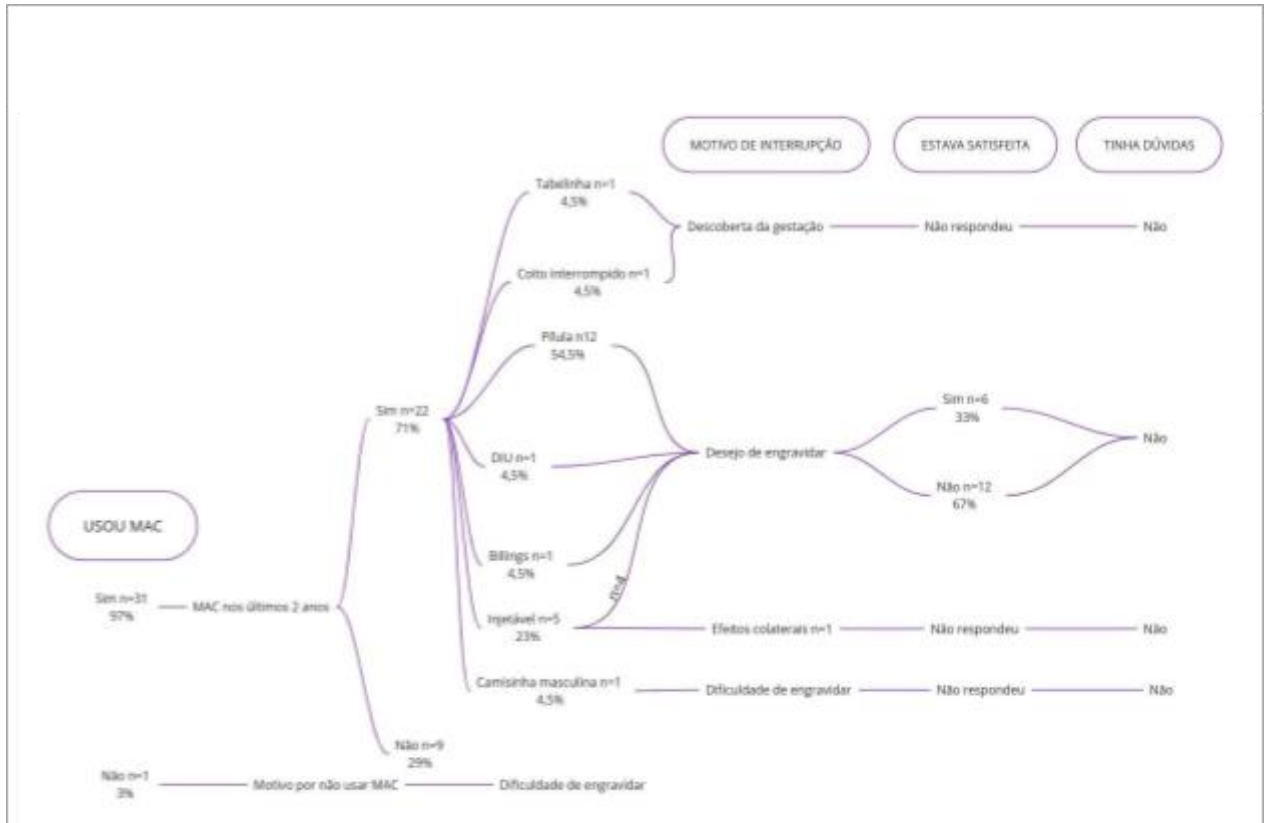 MOTIVO DE INTERRUPÇÃO
ESTAVA SATISFEITA
TINHA DÚVIDAS
Tabelinha n=1
4,5%
Descoberta da gestação
Não respondeu
Não
Coito interrompido n=1
4,5%
Pílula n12
54,5%
Sim n=22
71%
Sim n=6
33%
DIU n=1
4,5%
Desejo de engravidar
Não
Não n=12
67%
USOU MAC
Billings n=1
4,5%
n=4
Sim n=31
97%
MAC nos últimos 2 anos
Injetável n=5
23%
Efeitos colaterais n=1
Não respondeu
Não
Camisinha masculina n=1
4,5%
Dificuldade de engravidar
Não respondeu
Não
Não n=9
29%
Não n=1
3%
Motivo por não usar MAC
Dificuldade de engravidar